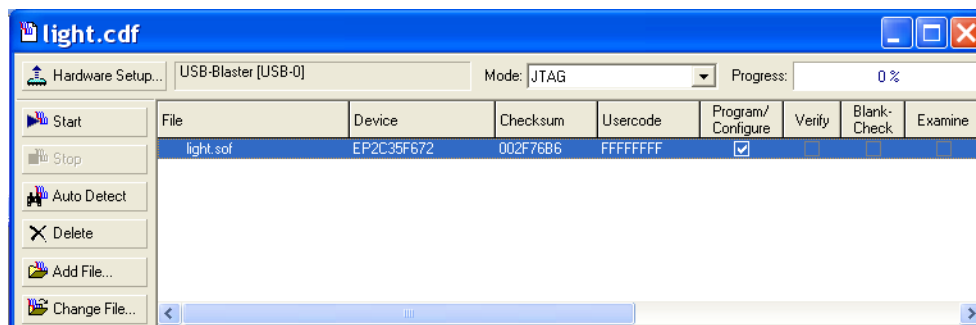 light.cdf
Hardware Setup... USB-Blaster [USB-0] Mode: JTAG Progress: 0 %
Start
Stop
Auto Detect
Delete
Add File...
Change File...
File Device Checksum Usercode Program/ Configure Verify Blank- Check Examine
light.sof EP2C35F672 002F76B6 FFFFFFFF